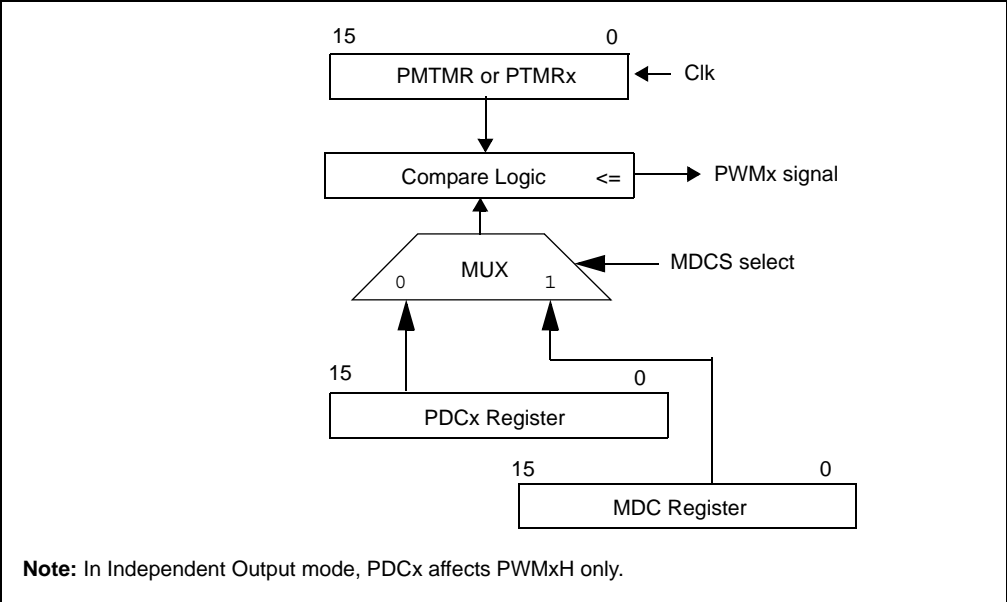 15 0
PMTMR or PTMRx
Clk
Compare Logic <=
PWMx signal
MUX
MDCS select
0 1
15 0
PDCx Register
15 0
MDC Register
Note: In Independent Output mode, PDCx affects PWMxH only.